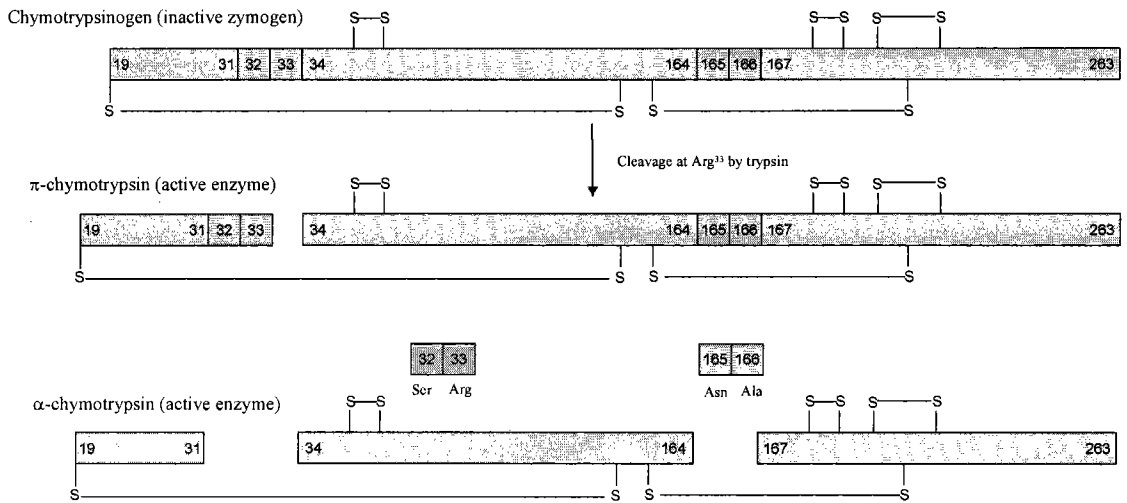 Chymotrypsinogen (inactive zymogen)
S S
S S S S
19 31 32 33 34 164 165 166 167 263
S S S S
Cleavage at Arg³³ by trypsin
π-chymotrypsin (active enzyme)
S S
S S S S
19 31 32 33 34 164 165 166 167 263
S S S S
32 33 165 166
Ser Arg Asn Ala
α-chymotrypsin (active enzyme)
S S
S S S S
19 31 34 164 167 263
S S S S